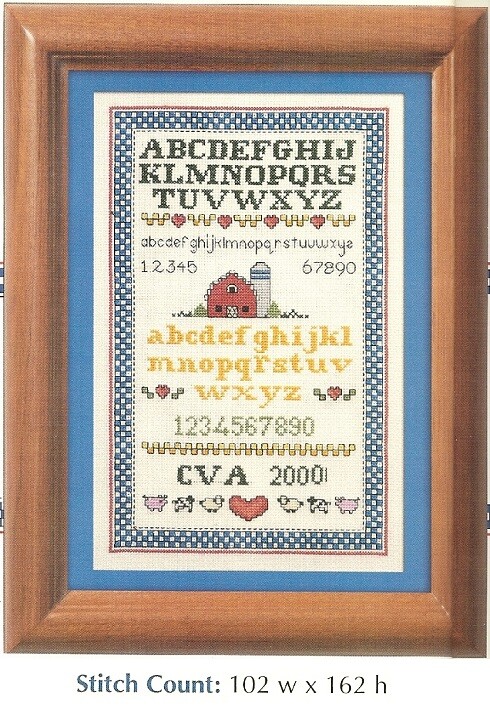 ABCDEFGHIJ
KLMNOPQRS
TUVWXYZ
abcdefghijklmnopqrstuvwxyz
12345 67890
abcdefghijkl
mnopqrstuv
wxyz
1234567890
CVA 2000
Stitch Count: 102 w x 162 h